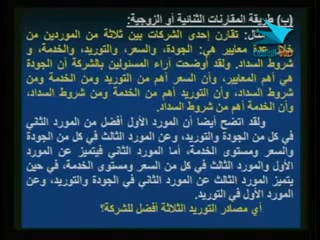 (ب) طريقة المقارنات الثنائية أو الزوجية:
مثال: تقارن إحدى الشركات بين ثلاثة من الموردين من
خلال عدة معايير هي: الجودة، والسعر، والتوريد، والخدمة، و
شروط السداد. ولقد أوضحت آراء المسئولين بالشركة أن الجودة
هي أهم المعايير، وأن السعر أهم من التوريد ومن الخدمة ومن
شروط السداد، وأن التوريد أهم من الخدمة ومن شروط السداد،
وأن الخدمة أهم من شروط السداد.
ولقد اتضح أيضا أن المورد الأول أفضل من المورد الثاني
في كل من الجودة والتوريد، وعن المورد الثالث في كل من الجودة
والسعر ومستوى الخدمة، أما المورد الثاني فيتميز عن المورد
الأول والمورد الثالث في كل من السعر ومستوى الخدمة، في حين
يتميز المورد الثالث عن المورد الثاني في الجودة والتوريد، وعن
المورد الأول في التوريد.
أي مصادر التوريد الثلاثة أفضل للشركة؟